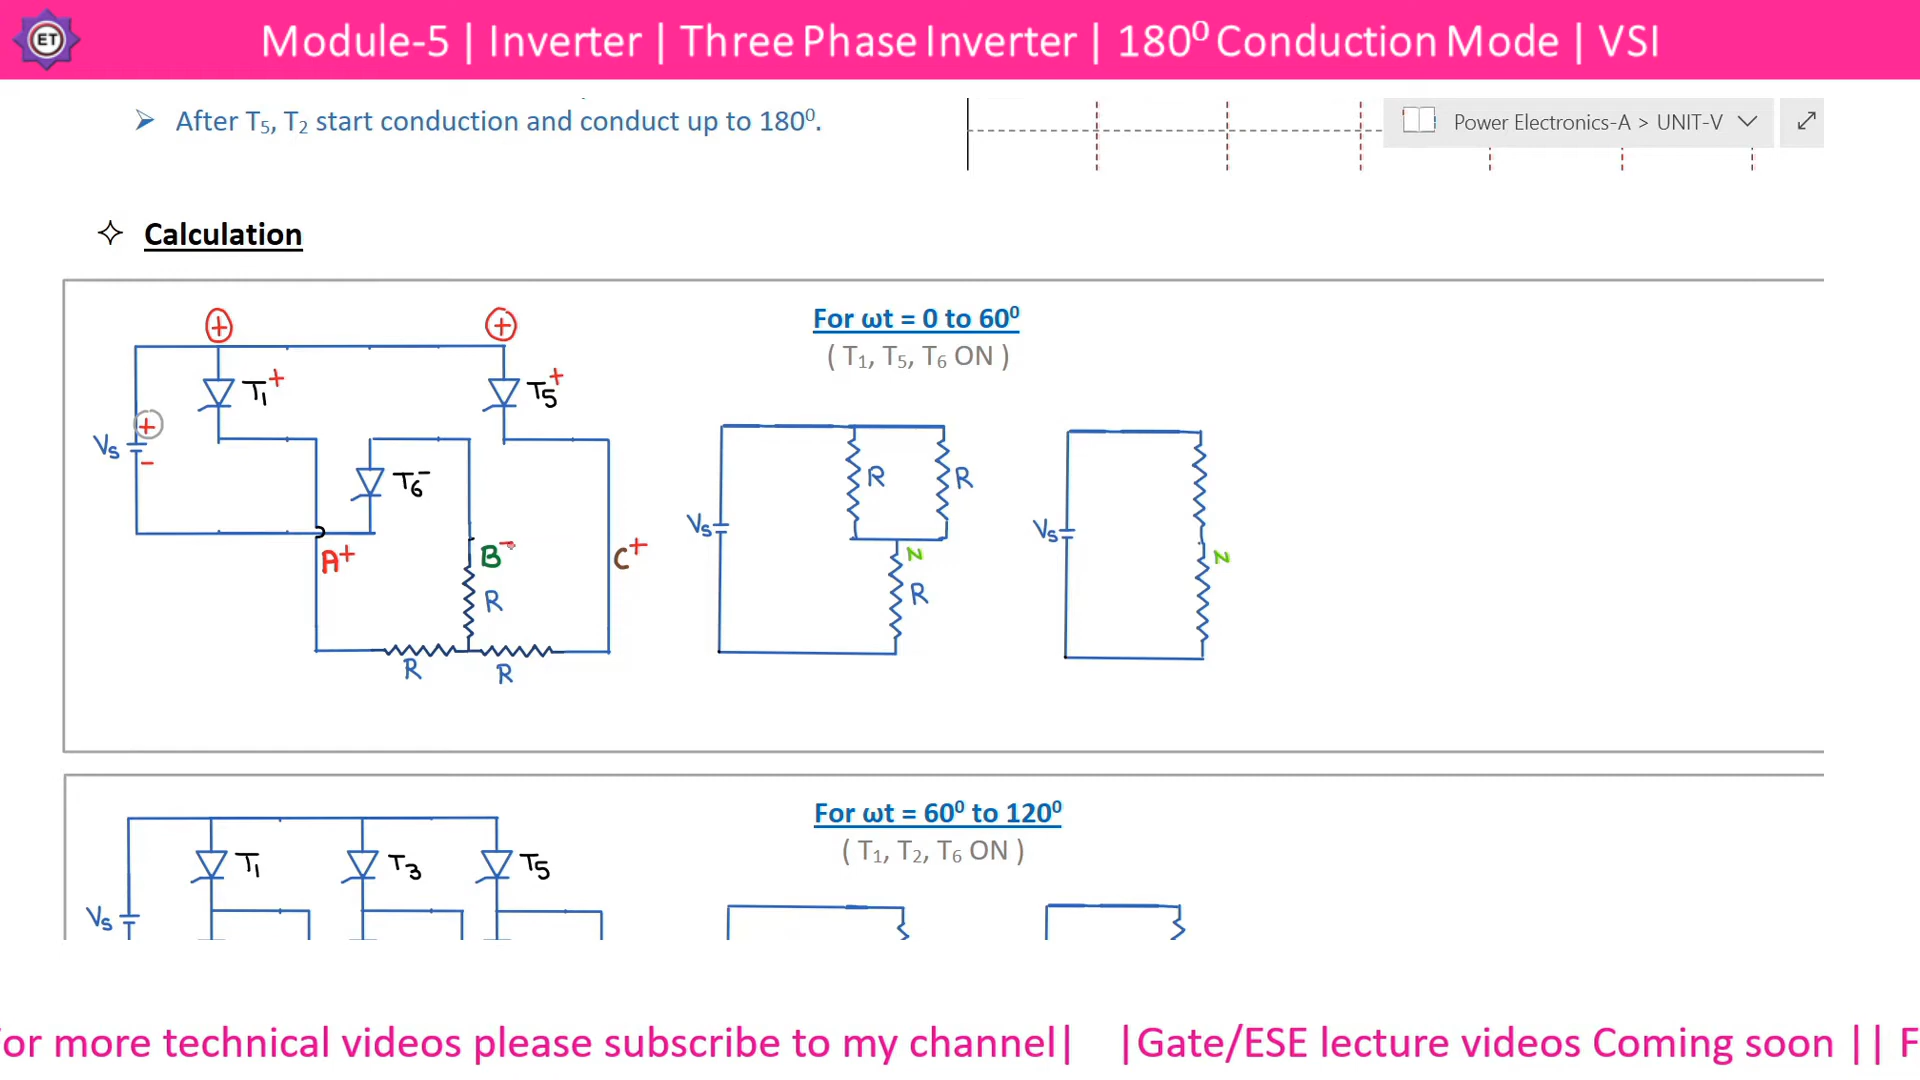 ET
Module-5 | Inverter | Three Phase Inverter | 180⁰ Conduction Mode | VSI
➢ After T₅, T₂ start conduction and conduct up to 180⁰.
Power Electronics-A > UNIT-V
Calculation
For ωt = 0 to 60⁰
( T₁, T₅, T₆ ON )
+
+
T₁+
T₅+
Vs
+
-
T₆-
A+
B-
C+
R
R
R
Vs
R
R
N
R
Vs
N
For ωt = 60⁰ to 120⁰
( T₁, T₂, T₆ ON )
T₁
T₃
T₅
Vs
or more technical videos please subscribe to my channel| |Gate/ESE lecture videos Coming soon || F